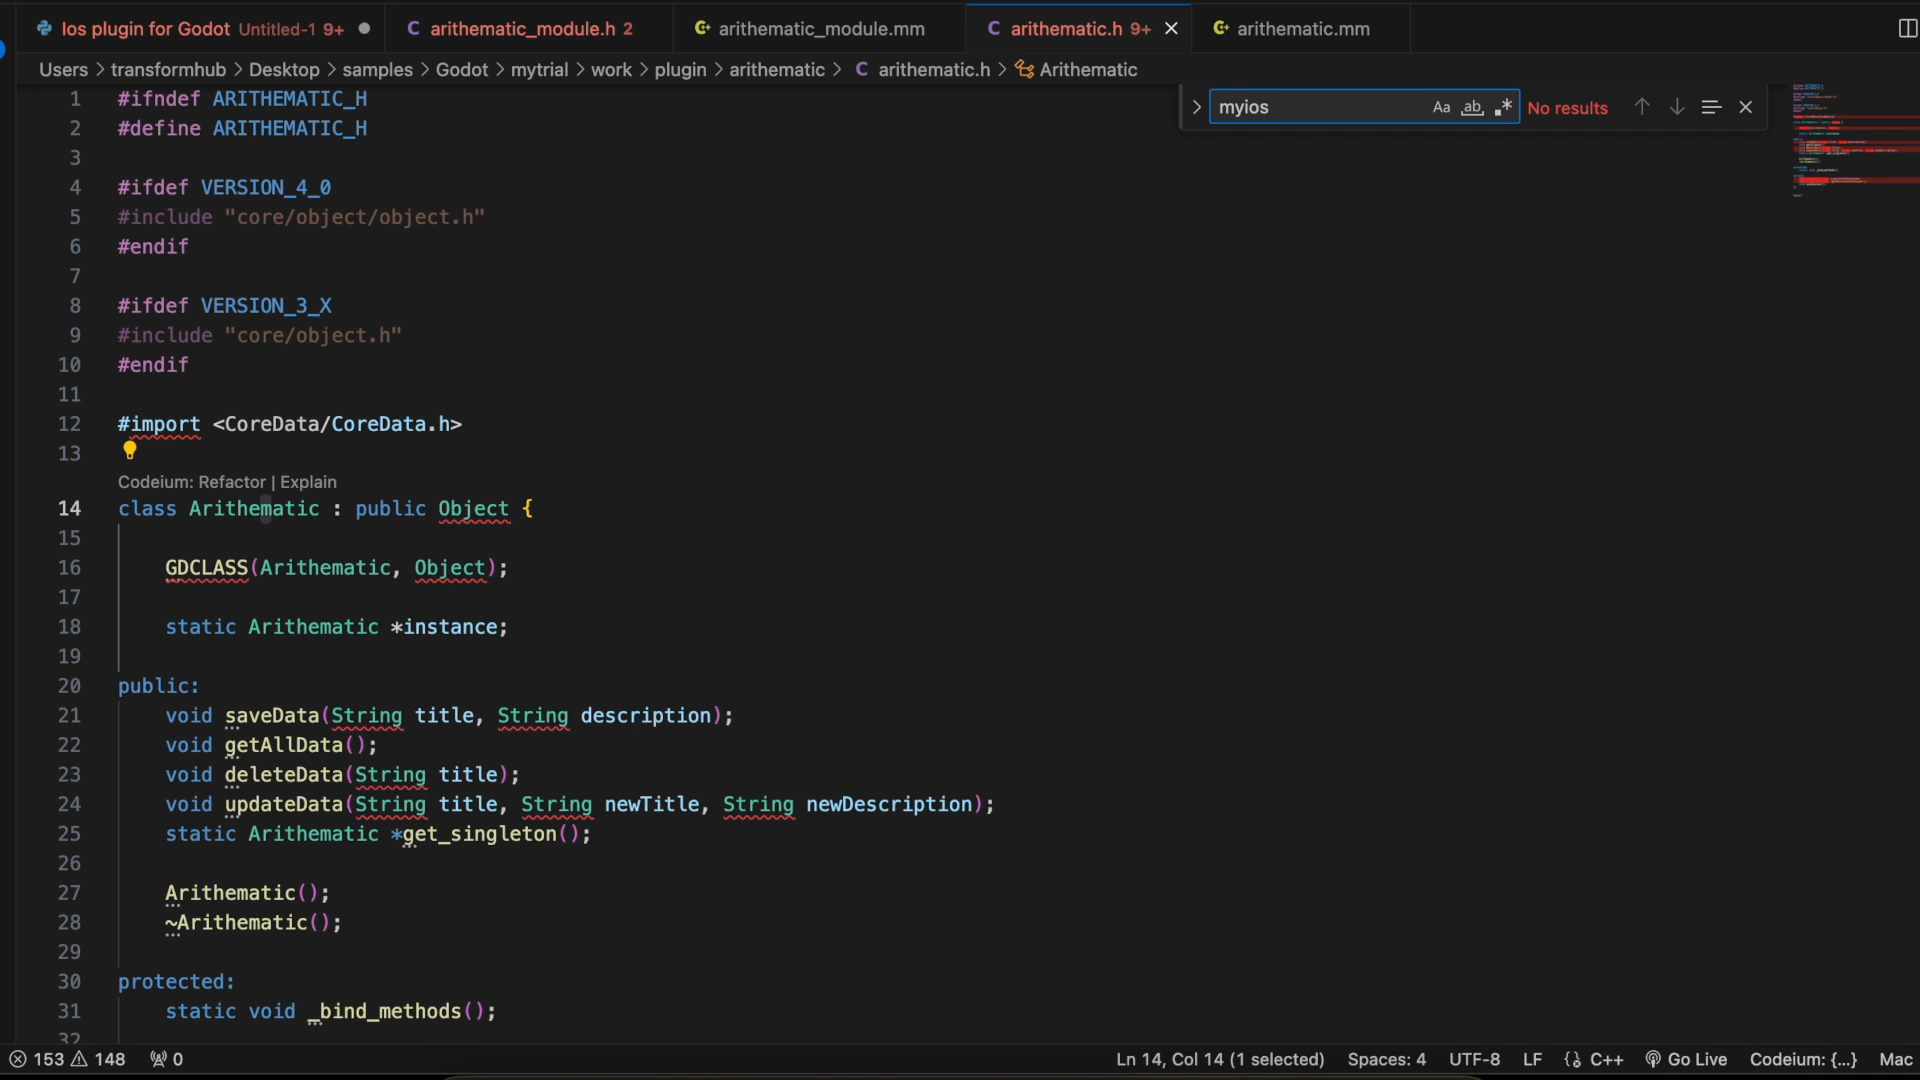 Ios plugin for Godot Untitled-1 9+
C arithematic_module.h 2
arithematic_module.mm
C arithematic.h 9+
arithematic.mm
Users > transformhub > Desktop > samples > Godot > mytrial > work > plugin > arithematic > C arithematic.h > Arithematic
myios Aa ab No results
1 #ifndef ARITHEMATIC_H
2 #define ARITHEMATIC_H
3
4 #ifdef VERSION_4_0
5 #include "core/object/object.h"
6 #endif
7
8 #ifdef VERSION_3_X
9 #include "core/object.h"
10 #endif
11
12 #import <CoreData/CoreData.h>
13
Codeium: Refactor | Explain
14 class Arithematic : public Object {
15
16 GDCLASS(Arithematic, Object);
17
18 static Arithematic *instance;
19
20 public:
21 void saveData(String title, String description);
22 void getAllData();
23 void deleteData(String title);
24 void updateData(String title, String newTitle, String newDescription);
25 static Arithematic *get_singleton();
26
27 Arithematic();
28 ~Arithematic();
29
30 protected:
31 static void _bind_methods();
32
153 148 0 Ln 14, Col 14 (1 selected) Spaces: 4 UTF-8 LF C++ Go Live Codeium: {...} Mac